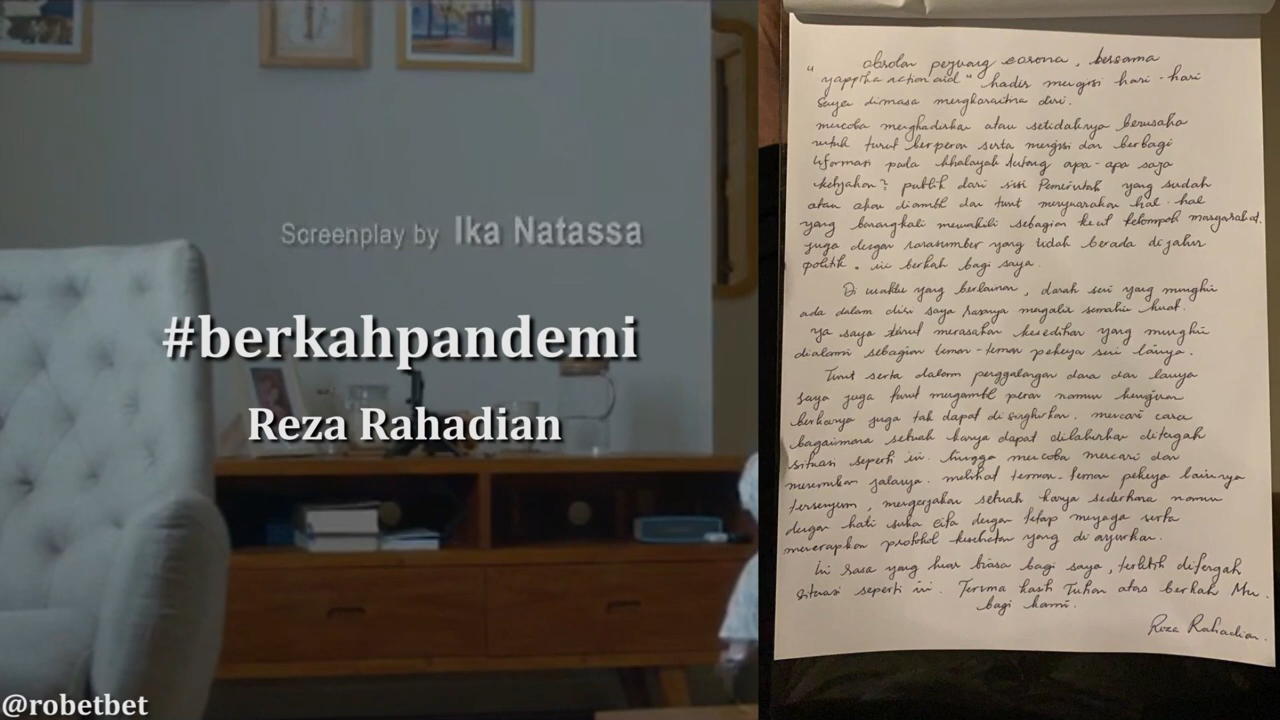 Screenplay by Ika Natassa
#berkahpandemi
Reza Rahadian
@robetbet
obrolan pejuang corona, bersama
"yappika action aid" hadir mengisi hari-hari
saya dimasa mengkarantina diri.
mencoba menghadirkan atau setidaknya berusaha
untuk turut berperan serta mengisi dan berbagi
informasi pada khalayak tentang apa-apa saja
kebijakan2 publik dari sisi Pemerintah yang sudah
atau akan diambil dan turut menyuarakan hal-hal
yang barangkali mewakili sebagian kecil kelompok masyarakat.
juga dengan narasumber yang tidah berada dijalur
politik. ini berkah bagi saya.
Di waktu yang berlainan, darah seni yang mungkin
ada dalam diri saya rasanya mengalir semakin kuat.
Ya saya turut merasakan kesedihan yang mungkin
dialami sebagian teman-teman pekerja seni lainya.
Turut serta dalam penggalangan dana dan lainya
saya juga turut mengambil peran namun keinginan
berkarya juga tak dapat di singkirkan. mencari cara
bagaimana sebuah karya dapat dilahirkan ditengah
situasi seperti ini. hingga mencoba mencari dan
menemukan jalanya. melihat teman-teman pekerja lainnya
tersenyum, mengerjakan sebuah karya sederhana namun
dengan hati suka cita dengan tetap menjaga serta
menerapkan protokol kesehatan yang di anjurkan.
Ini rasa yang luar biasa bagi saya, terlebih ditengah
situasi seperti ini. Terima kasih Tuhan atas berkah Mu
bagi kami.
Reza Rahadian.